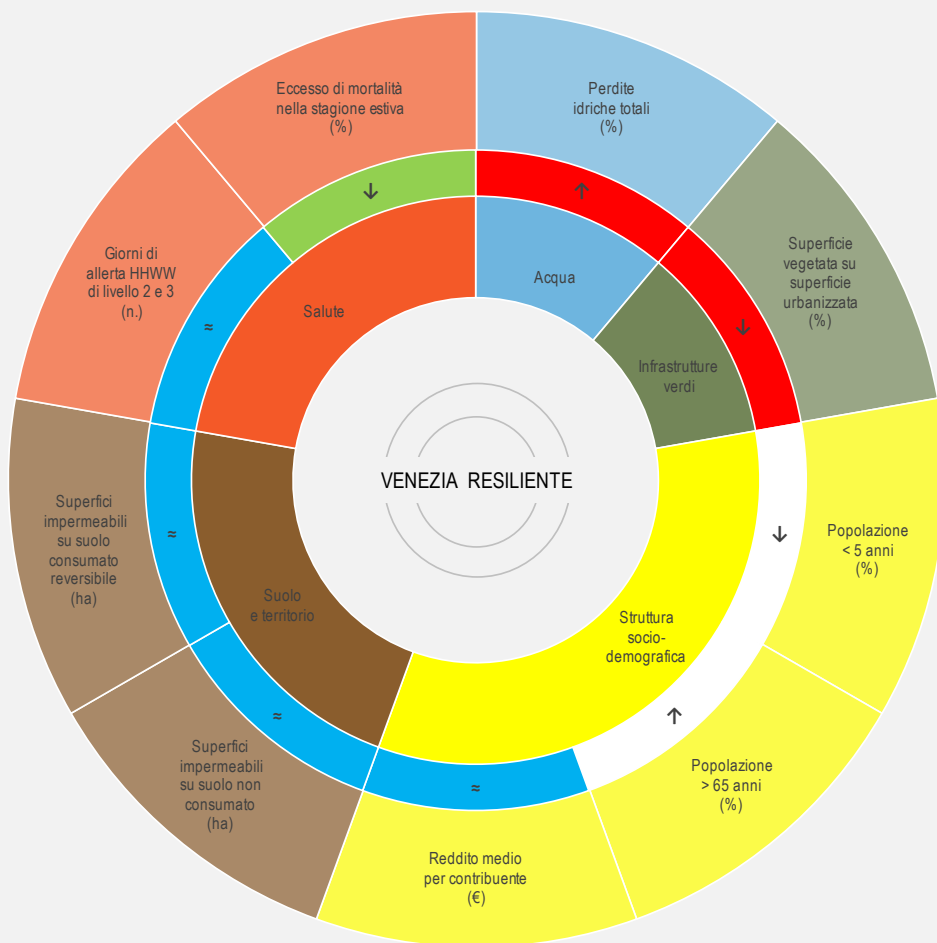 Eccesso di mortalità
nella stagione estiva
(%)
↓
Perdite
idriche totali
(%)
↑
Superficie
vegetata su
superficie
urbanizzata
(%)
↓
Giorni di
allerta HHWW
di livello 2 e 3
(n.)
≈
Salute
Acqua
Infrastrutture
verdi
VENEZIA RESILIENTE
Superfici
impermeabili
su suolo
consumato
reversibile
(ha)
≈
Popolazione
< 5 anni
(%)
↓
Suolo
e territorio
Struttura
socio-
demografica
Superfici
impermeabili
su suolo non
consumato
(ha)
≈
Popolazione
> 65 anni
(%)
↑
≈
Reddito medio
per contribuente
(€)